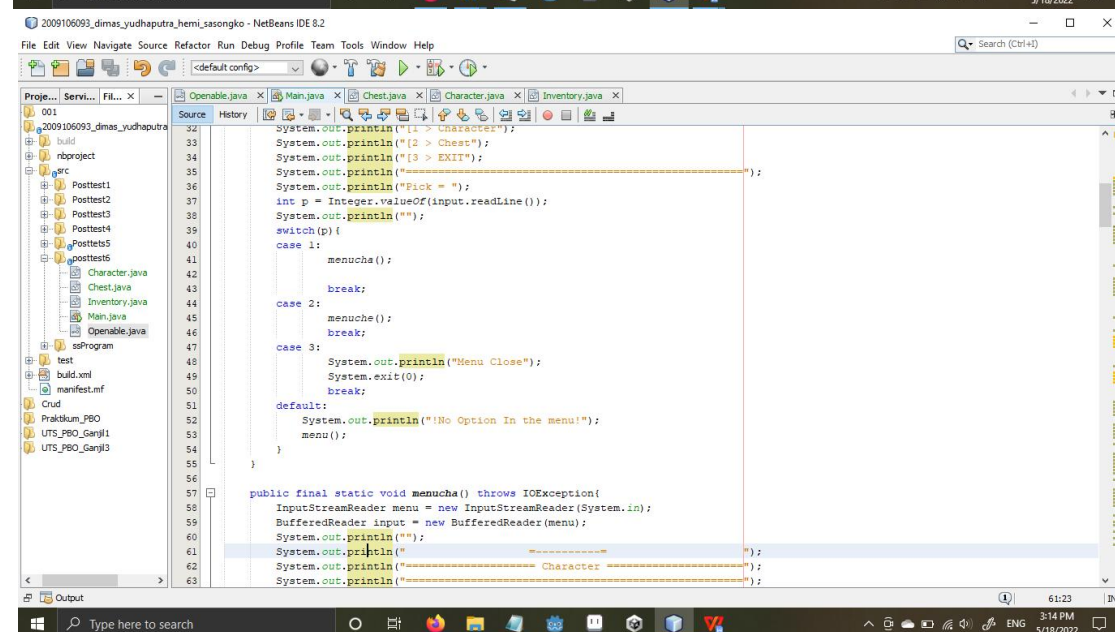 5/18/2022
2009106093_dimas_yudhaputra_hemi_sasongko - NetBeans IDE 8.2
File Edit View Navigate Source Refactor Run Debug Profile Team Tools Window Help
Search (Ctrl+I)
<default config>
Proje... Servi... Fil... X
Openable.java X Main.java X Chest.java X Character.java X Inventory.java X
Source History
001
2009106093_dimas_yudhaputra
build
nbproject
src
Posttest1
Posttest2
Posttest3
Posttest4
Posttets5
posttest6
Character.java
Chest.java
Inventory.java
Main.java
Openable.java
ssProgram
test
build.xml
manifest.mf
Crud
Praktikum_PBO
UTS_PBO_Ganjil1
UTS_PBO_Ganjil3
32 System.out.println("[1 > Character");
33 System.out.println("[2 > Chest");
34 System.out.println("[3 > EXIT");
35 System.out.println("====================================================");
36 System.out.println("Pick = ");
37 int p = Integer.valueOf(input.readLine());
38 System.out.println("");
39 switch(p){
40 case 1:
41 menucha();
42
43 break;
44 case 2:
45 menuche();
46 break;
47 case 3:
48 System.out.println("Menu Close");
49 System.exit(0);
50 break;
51 default:
52 System.out.println("!No Option In the menu!");
53 menu();
54 }
55 }
56
57 public final static void menucha() throws IOException{
58 InputStreamReader menu = new InputStreamReader(System.in);
59 BufferedReader input = new BufferedReader(menu);
60 System.out.println("");
61 System.out.println("                   =----------=                     ");
62 System.out.println("==================== Character =====================");
63 System.out.println("====================================================");
Output
1 61:23 IN
Type here to search
ENG
3:14 PM
5/18/2022